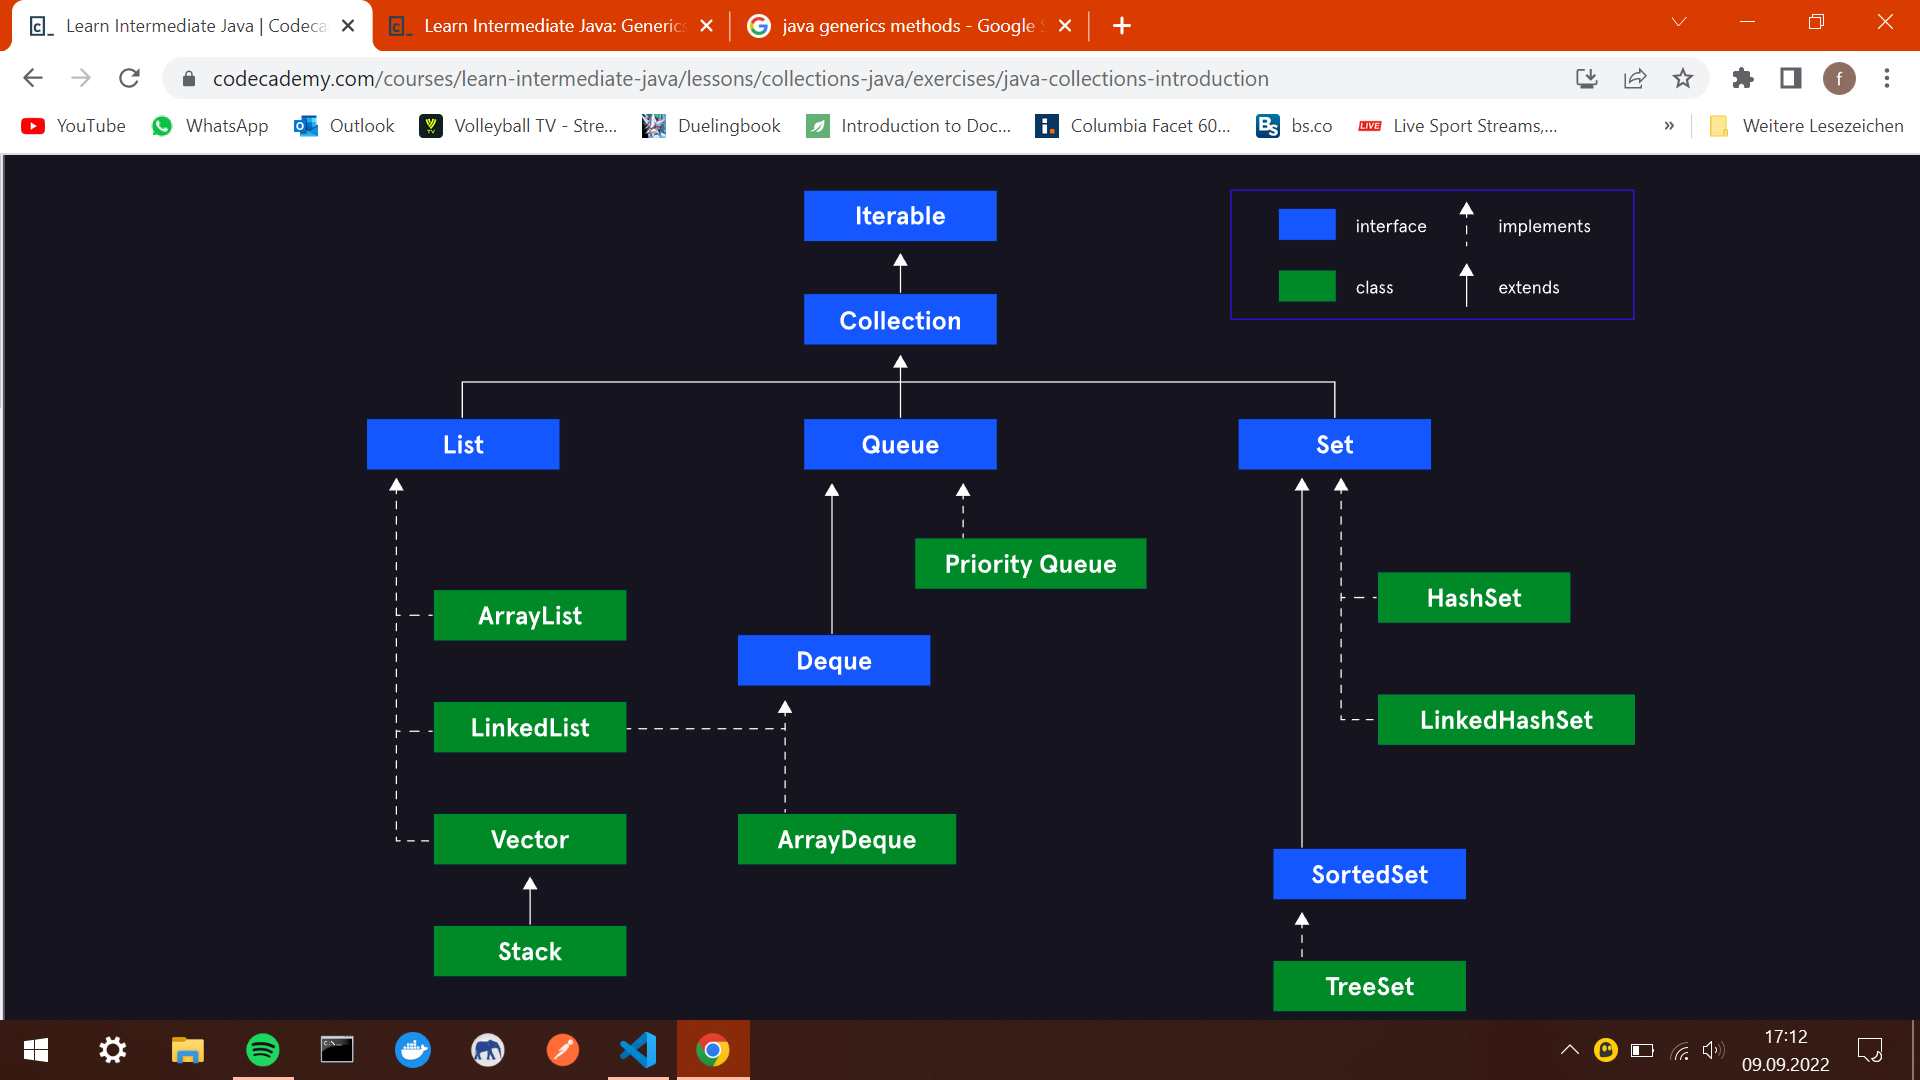 Learn Intermediate Java | Codeca
Learn Intermediate Java: Generics
java generics methods - Google S
codecademy.com/courses/learn-intermediate-java/lessons/collections-java/exercises/java-collections-introduction
f
YouTube
WhatsApp
Outlook
Volleyball TV - Stre...
Duelingbook
Introduction to Doc...
Columbia Facet 60...
bs.co
LIVE
Live Sport Streams,...
»
Weitere Lesezeichen
Iterable
interface
implements
class
extends
Collection
List
Queue
Set
Priority Queue
ArrayList
HashSet
Deque
LinkedList
LinkedHashSet
Vector
ArrayDeque
SortedSet
Stack
TreeSet
17:12
09.09.2022